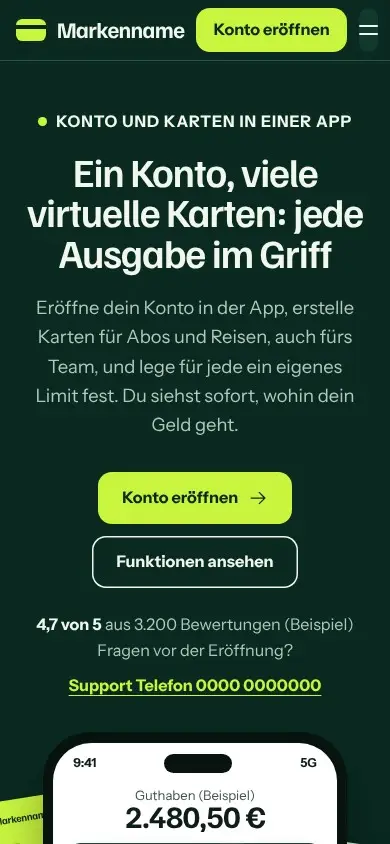 Markenname
Konto eröffnen
KONTO UND KARTEN IN EINER APP
Ein Konto, viele
virtuelle Karten: jede
Ausgabe im Griff
Eröffne dein Konto in der App, erstelle
Karten für Abos und Reisen, auch fürs
Team, und lege für jede ein eigenes
Limit fest. Du siehst sofort, wohin dein
Geld geht.
Konto eröffnen →
Funktionen ansehen
4,7 von 5 aus 3.200 Bewertungen (Beispiel)
Fragen vor der Eröffnung?
Support Telefon 0000 0000000
9:41
5G
Guthaben (Beispiel)
2.480,50 €